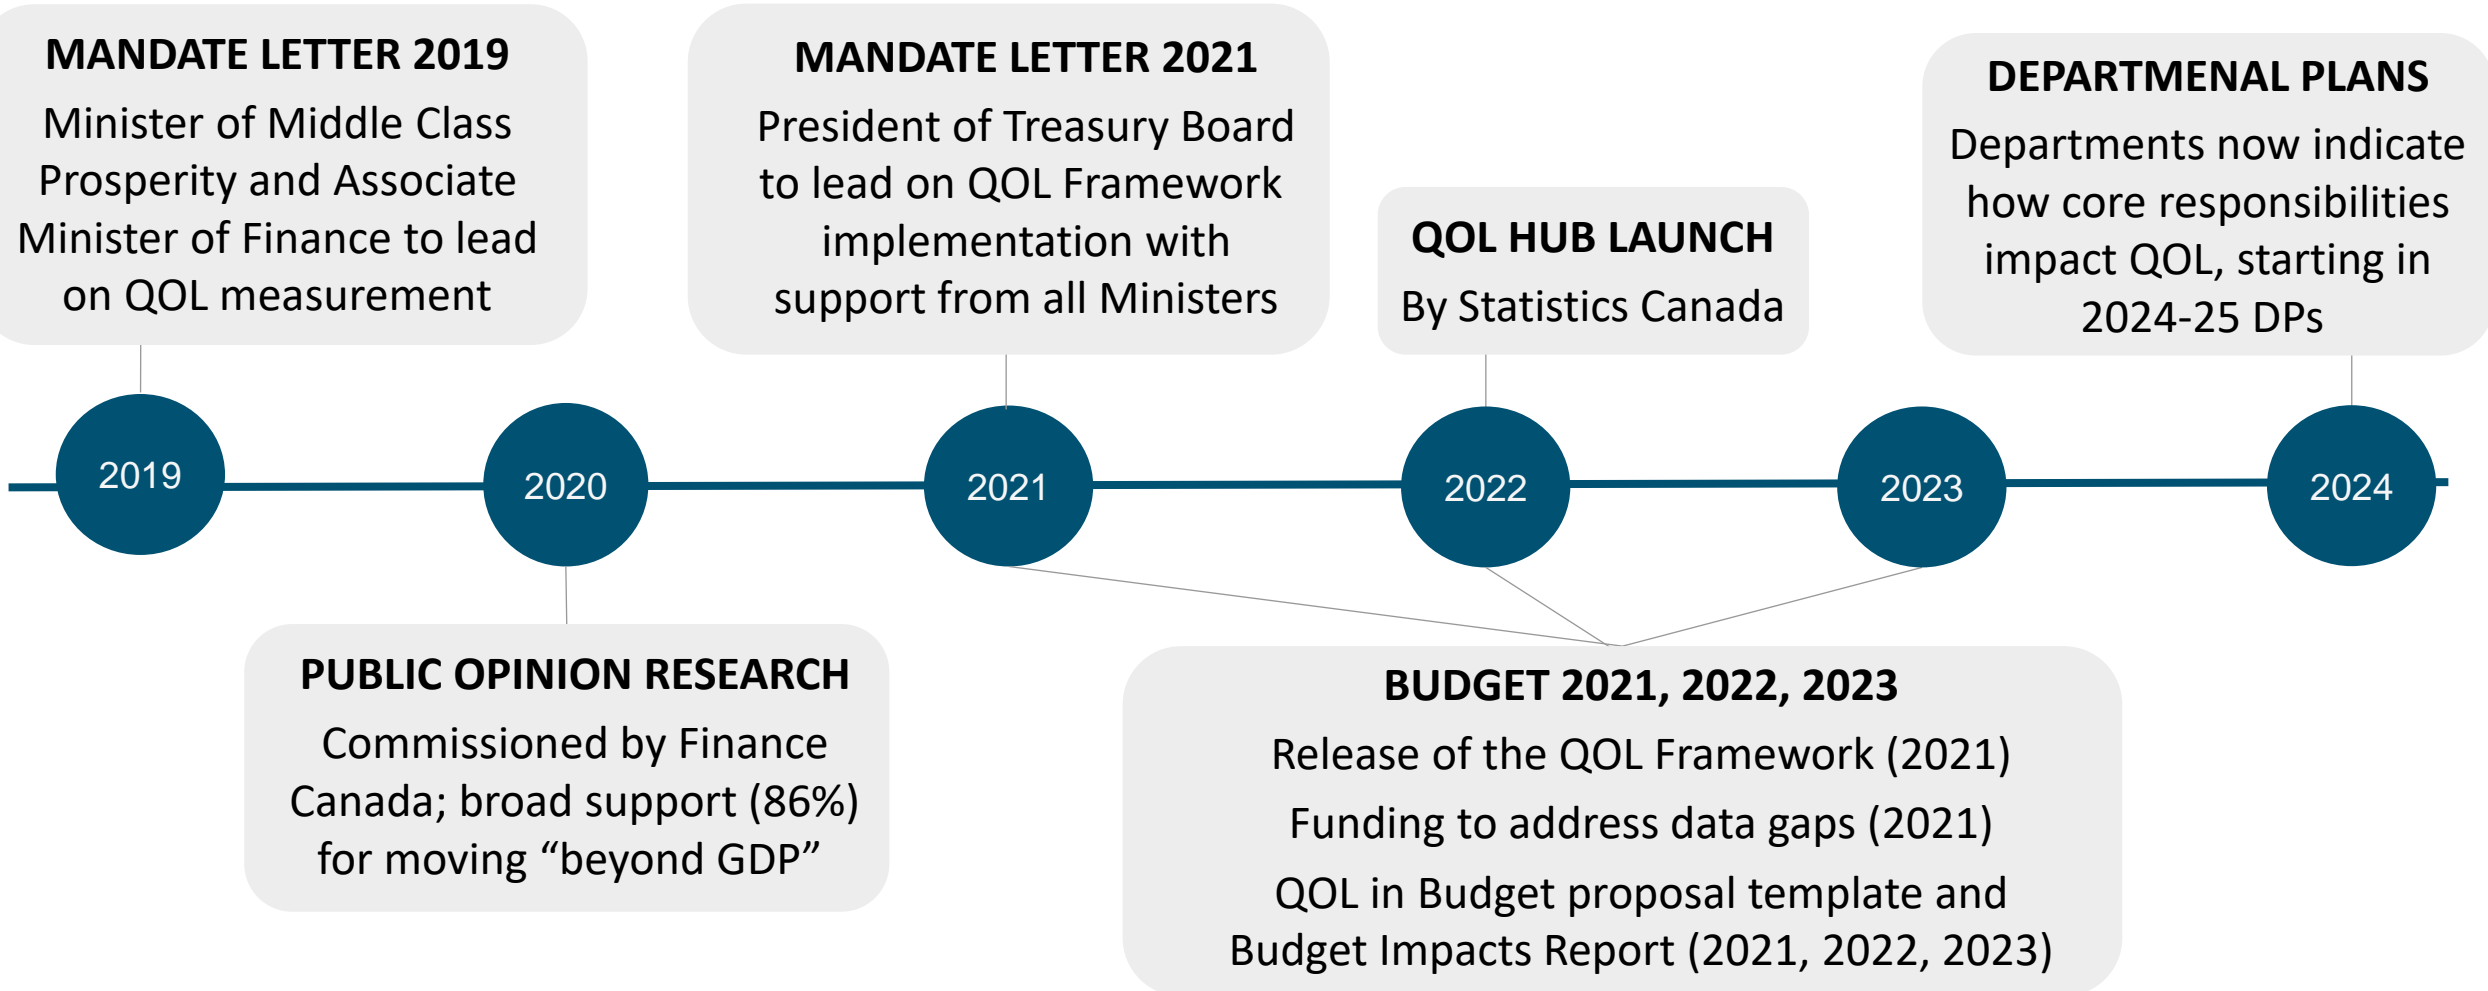 MANDATE LETTER 2019
Minister of Middle Class
Prosperity and Associate
Minister of Finance to lead
on QOL measurement
MANDATE LETTER 2021
President of Treasury Board
to lead on QOL Framework
implementation with
support from all Ministers
QOL HUB LAUNCH
By Statistics Canada
DEPARTMENAL PLANS
Departments now indicate
how core responsibilities
impact QOL, starting in
2024-25 DPs
2019
2020
2021
2022
2023
2024
PUBLIC OPINION RESEARCH
Commissioned by Finance
Canada; broad support (86%)
for moving “beyond GDP”
BUDGET 2021, 2022, 2023
Release of the QOL Framework (2021)
Funding to address data gaps (2021)
QOL in Budget proposal template and
Budget Impacts Report (2021, 2022, 2023)